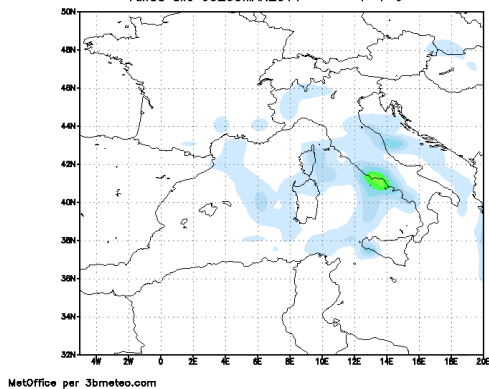 50N
48N
46N
44N
42N
40N
38N
36N
34N
32N
4W 2W 0 2E 4E 6E 8E 10E 12E 14E 16E 18E 20E
MetOffice per 3bmeteo.com